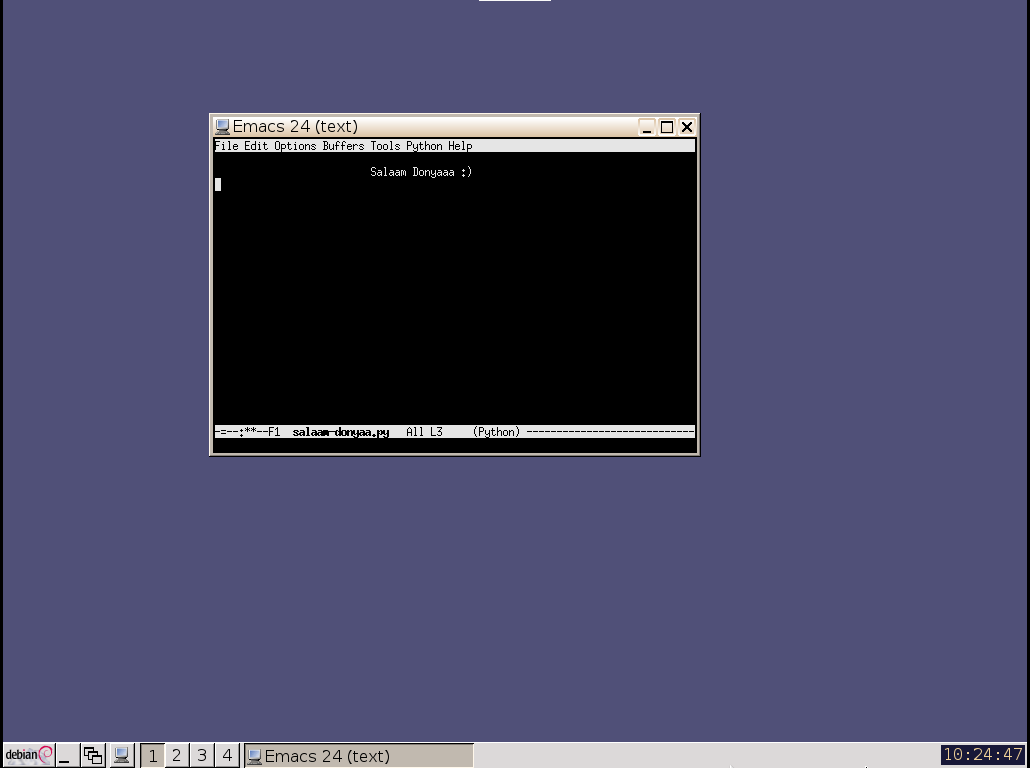 Emacs 24 (text)
File Edit Options Buffers Tools Python Help
Salaam Donyaaa :)
-=--:**--F1  salaam-donyaa.py   All L3     (Python) ----------------------------
debian 1 2 3 4 Emacs 24 (text) 10:24:47